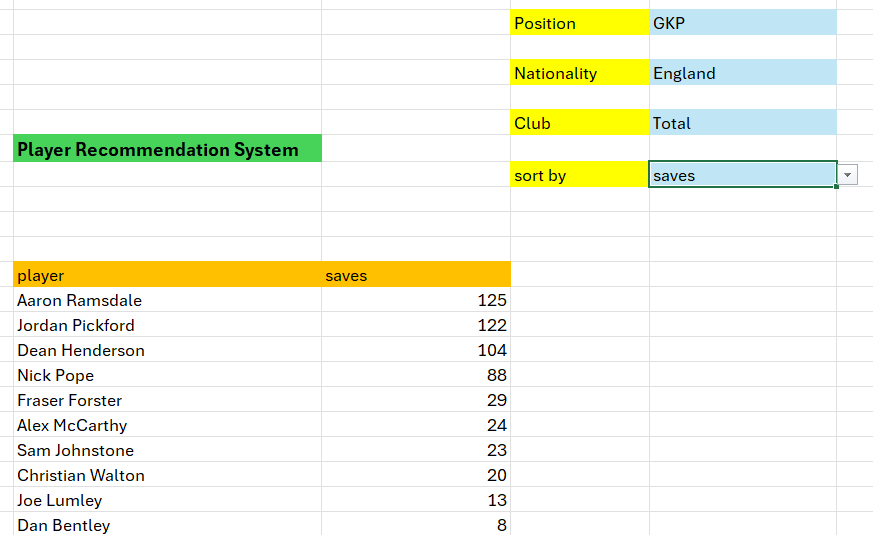 Position GKP
Nationality England
Club Total
Player Recommendation System
sort by saves
player saves
Aaron Ramsdale 125
Jordan Pickford 122
Dean Henderson 104
Nick Pope 88
Fraser Forster 29
Alex McCarthy 24
Sam Johnstone 23
Christian Walton 20
Joe Lumley 13
Dan Bentley 8